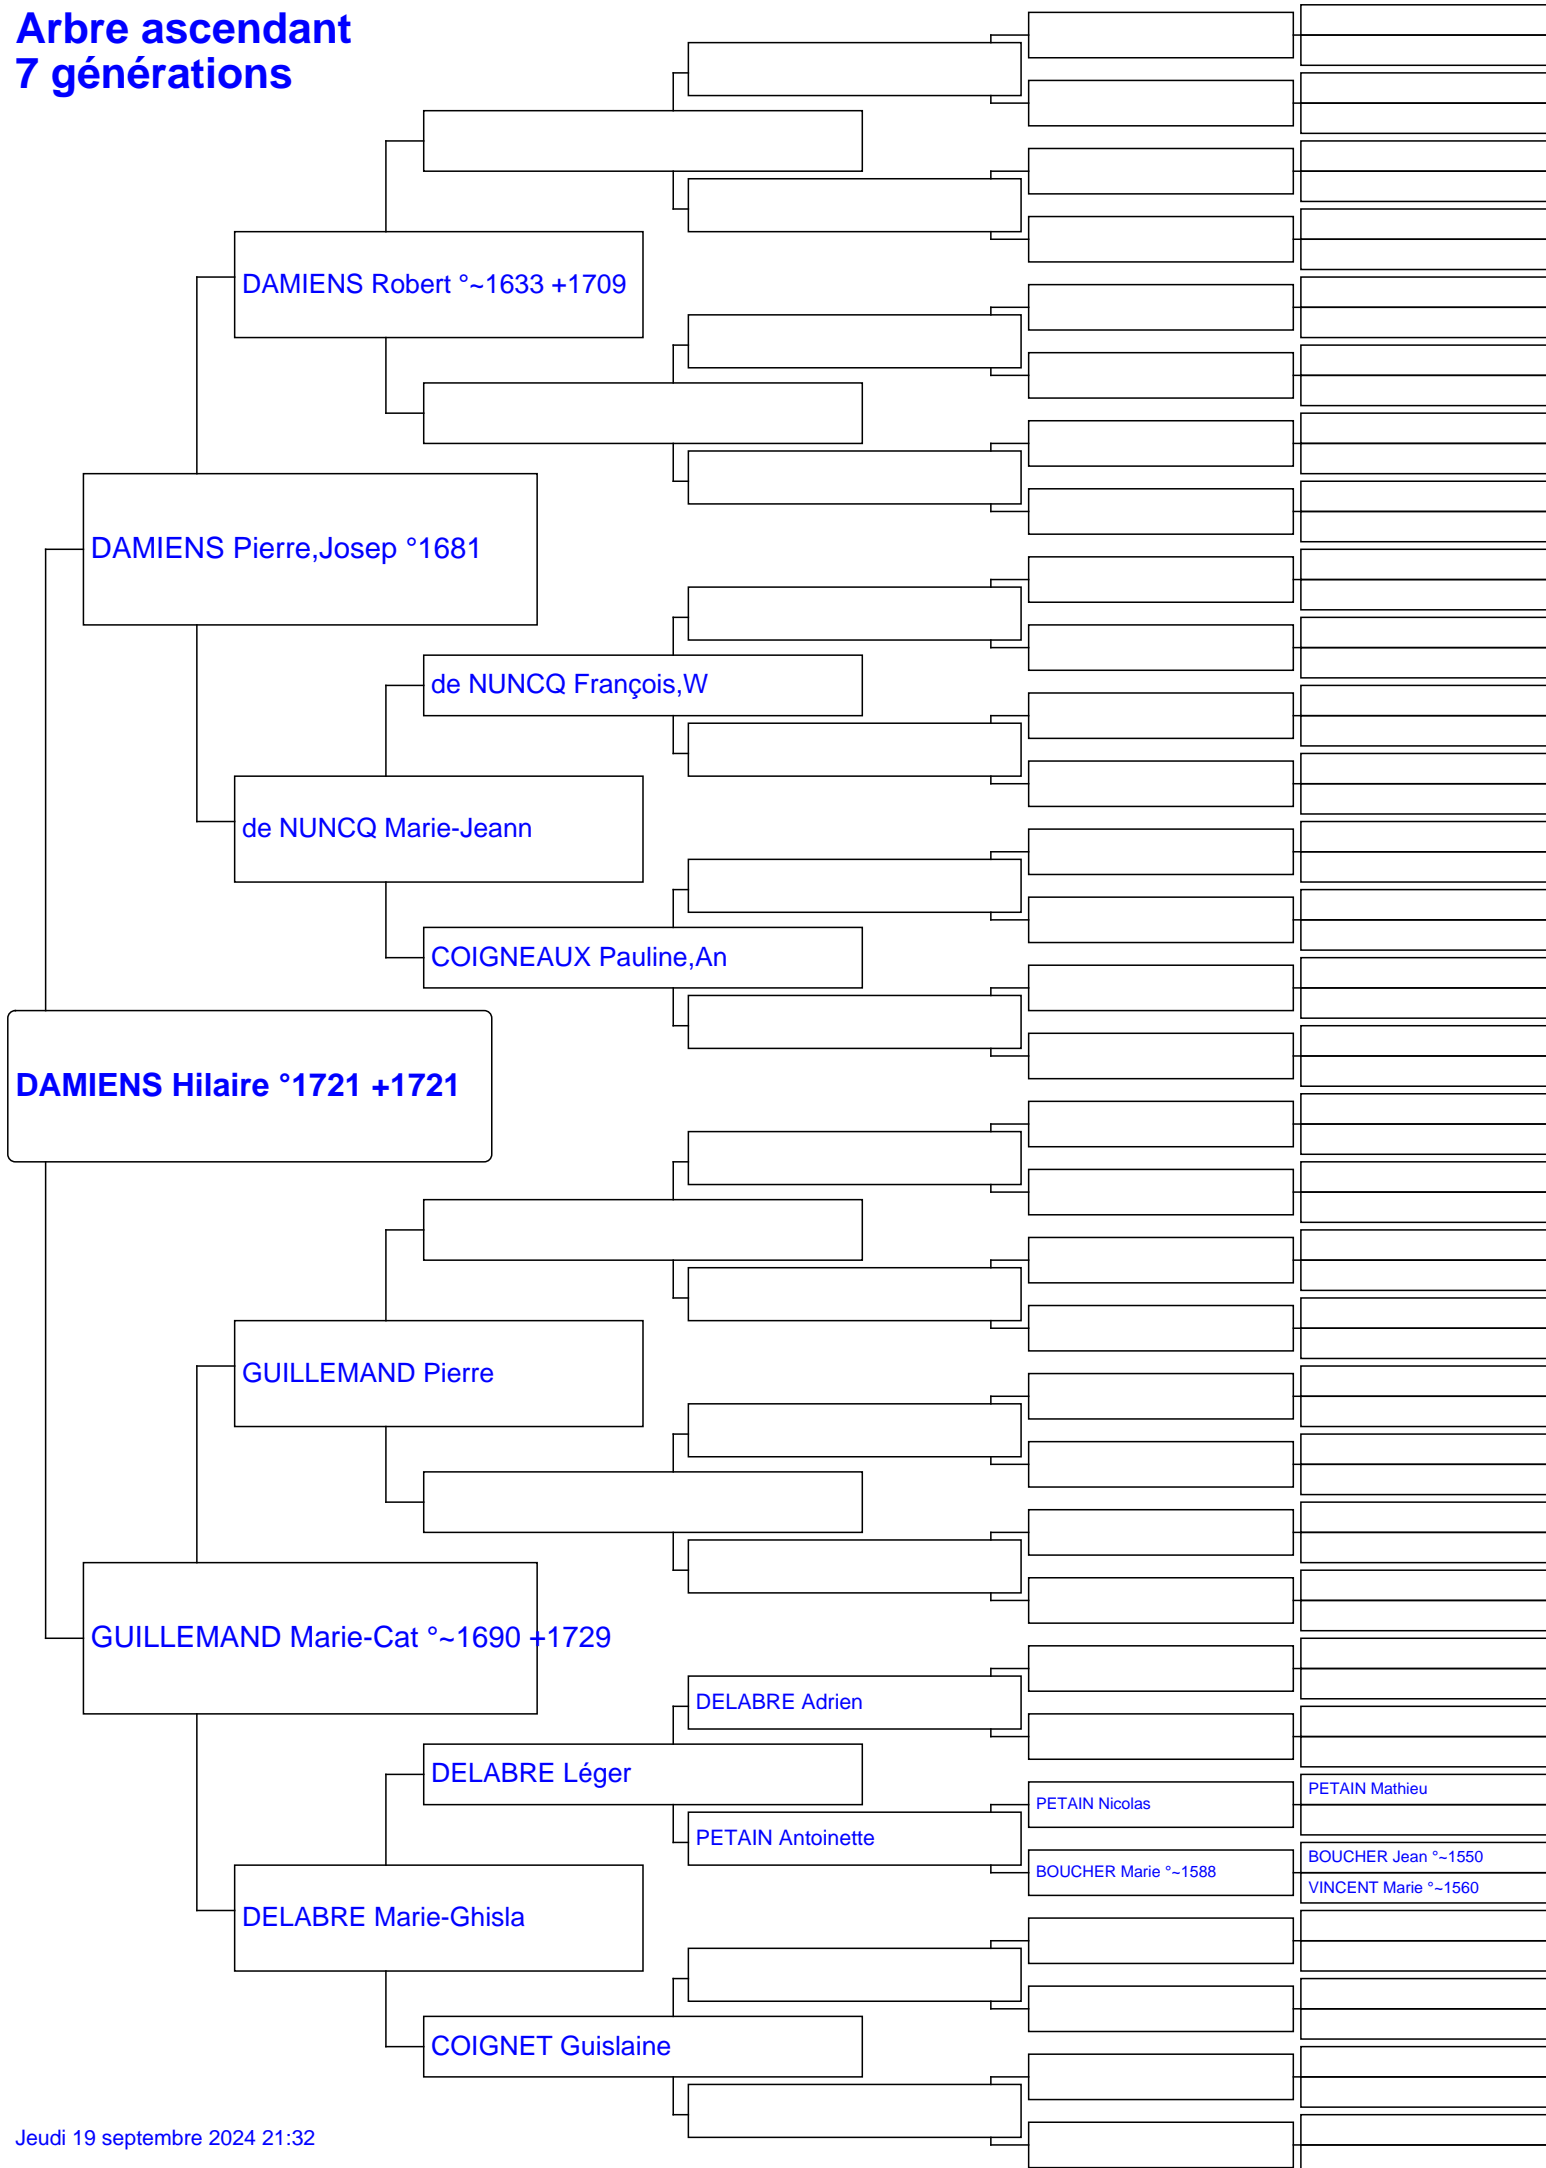 Arbre ascendant
7 générations
DAMIENS Robert °~1633 +1709
DAMIENS Pierre,Josep °1681
de NUNCQ François,W
de NUNCQ Marie-Jeann
COIGNEAUX Pauline,An
DAMIENS Hilaire °1721 +1721
GUILLEMAND Pierre
GUILLEMAND Marie-Cat °~1690 +1729
DELABRE Adrien
DELABRE Léger
PETAIN Mathieu
PETAIN Nicolas
PETAIN Antoinette
BOUCHER Jean °~1550
BOUCHER Marie °~1588
VINCENT Marie °~1560
DELABRE Marie-Ghisla
COIGNET Guislaine
Jeudi 19 septembre 2024 21:32